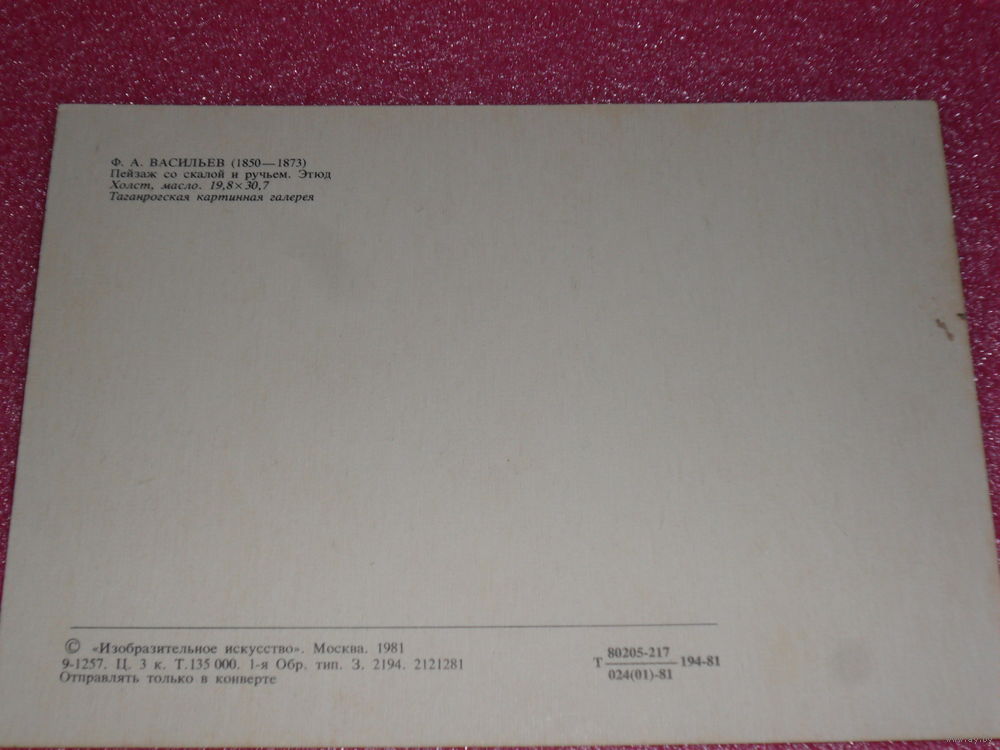 Ф. А. ВАСИЛЬЕВ (1850—1873)
Пейзаж со скалой и ручьем. Этюд
Холст, масло. 19,8×30,7
Таганрогская картинная галерея
© «Изобразительное искусство». Москва. 1981
9-1257. Ц. 3 к. Т.135 000. 1-я Обр. тип. З. 2194. 2121281
Отправлять только в конверте
80205-217
Т 194-81
024(01)-81